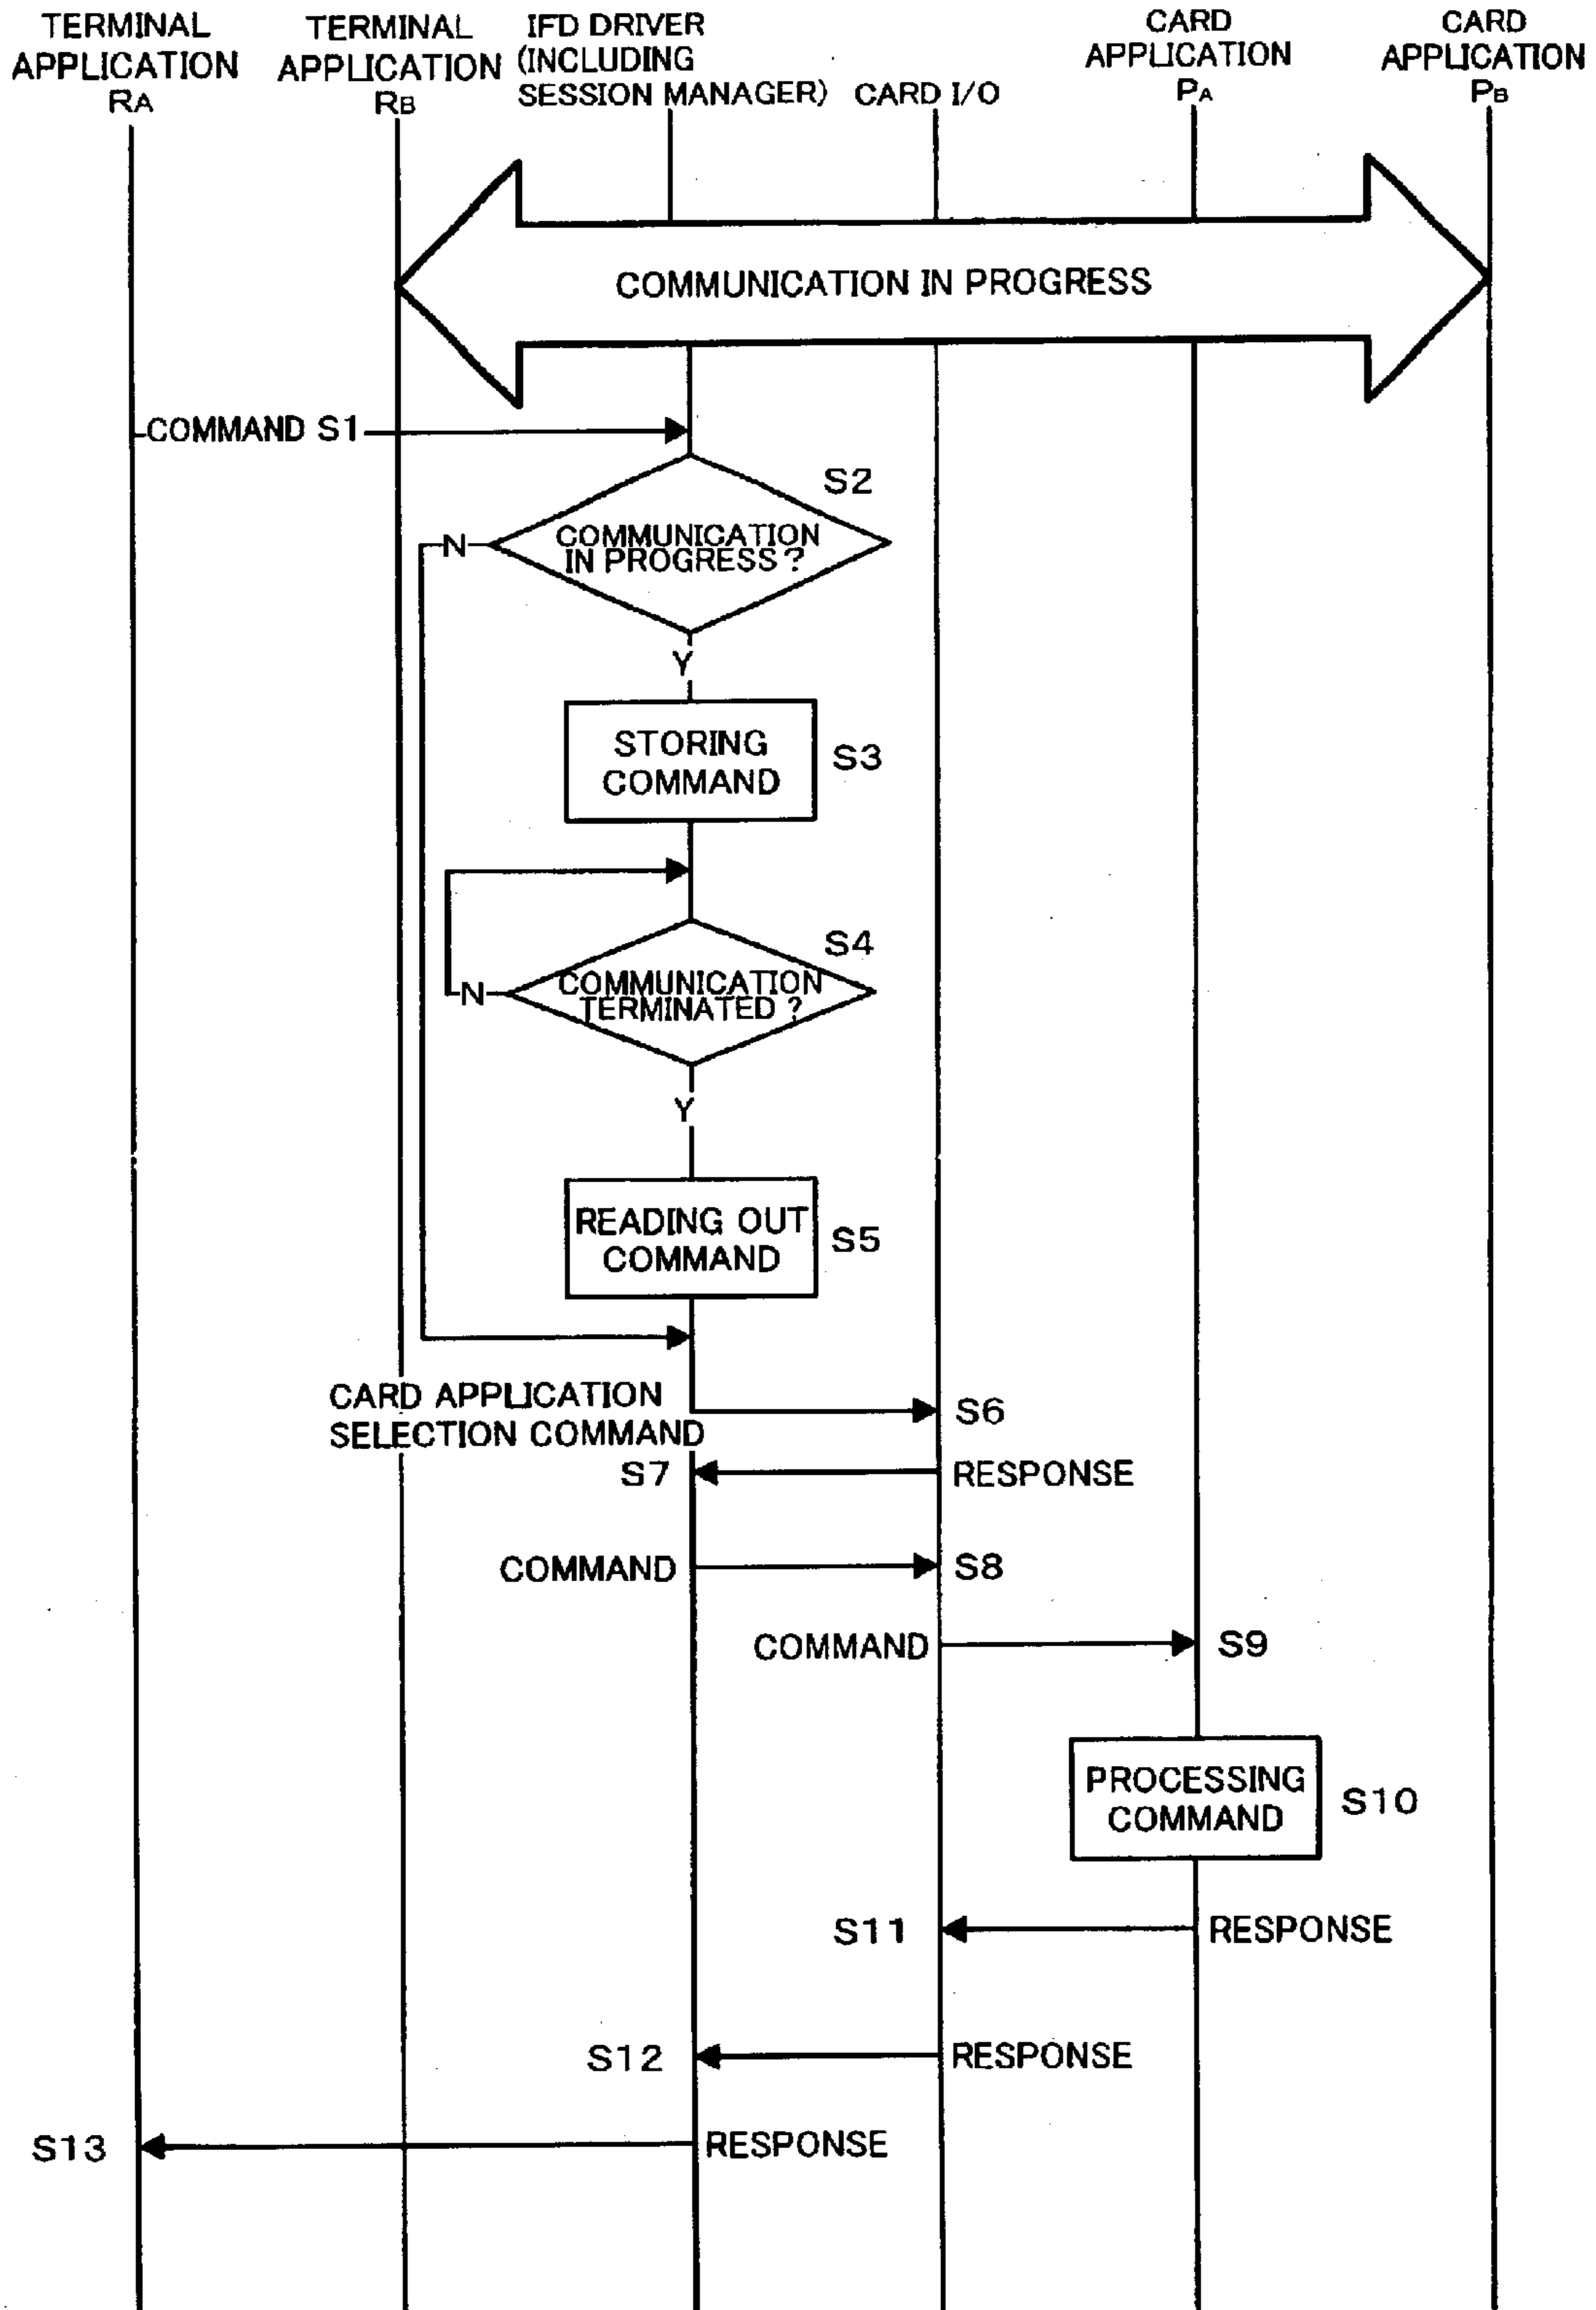 TERMINAL
APPLICATION
RA
TERMINAL
APPLICATION
RB
IFD DRIVER
(INCLUDING
SESSION MANAGER)
CARD I/O
CARD
APPLICATION
PA
CARD
APPLICATION
PB
COMMUNICATION IN PROGRESS
COMMAND S1
S2
COMMUNICATION
IN PROGRESS ?
N
Y
STORING
COMMAND
S3
S4
COMMUNICATION
TERMINATED ?
N
Y
READING OUT
COMMAND
S5
CARD APPLICATION
SELECTION COMMAND
S6
S7
RESPONSE
COMMAND
S8
COMMAND
S9
PROCESSING
COMMAND
S10
S11
RESPONSE
S12
RESPONSE
S13
RESPONSE